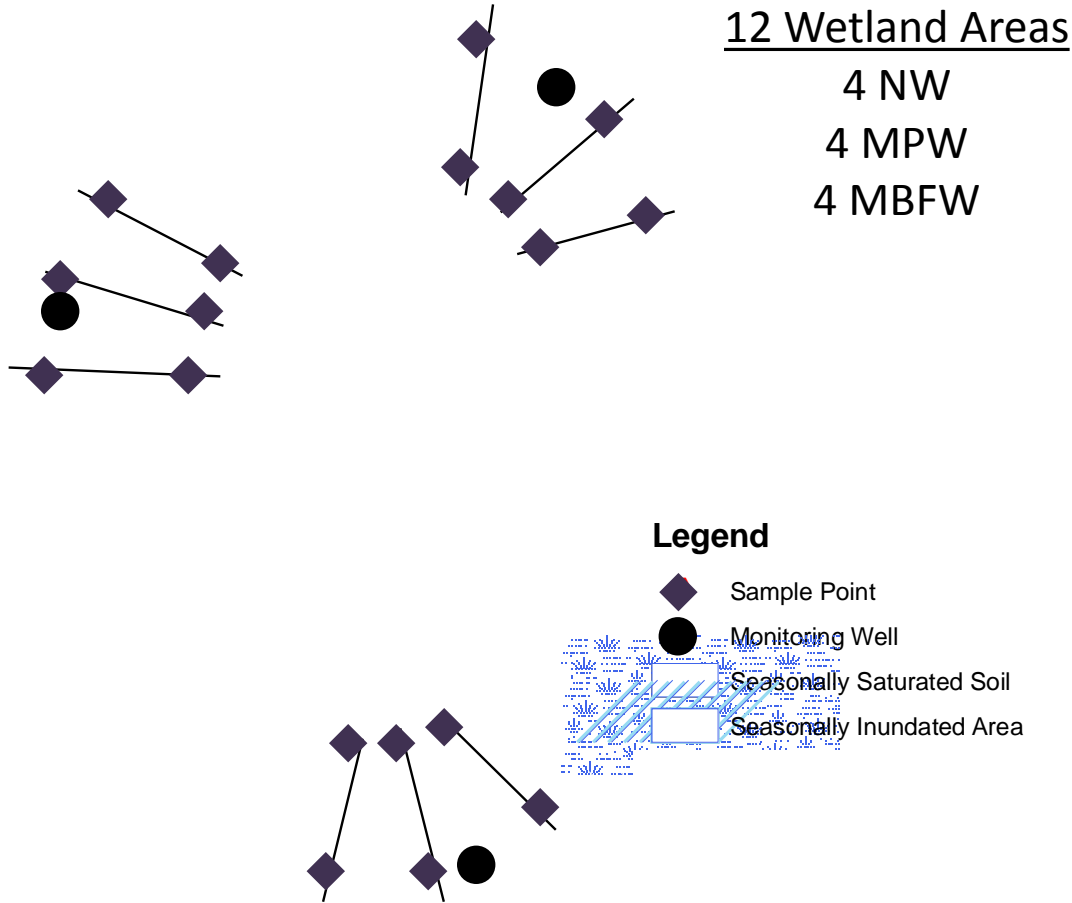 12 Wetland Areas
4 NW
4 MPW
4 MBFW
Legend
Sample Point
Monitoring Well
Seasonally Saturated Soil
Seasonally Inundated Area